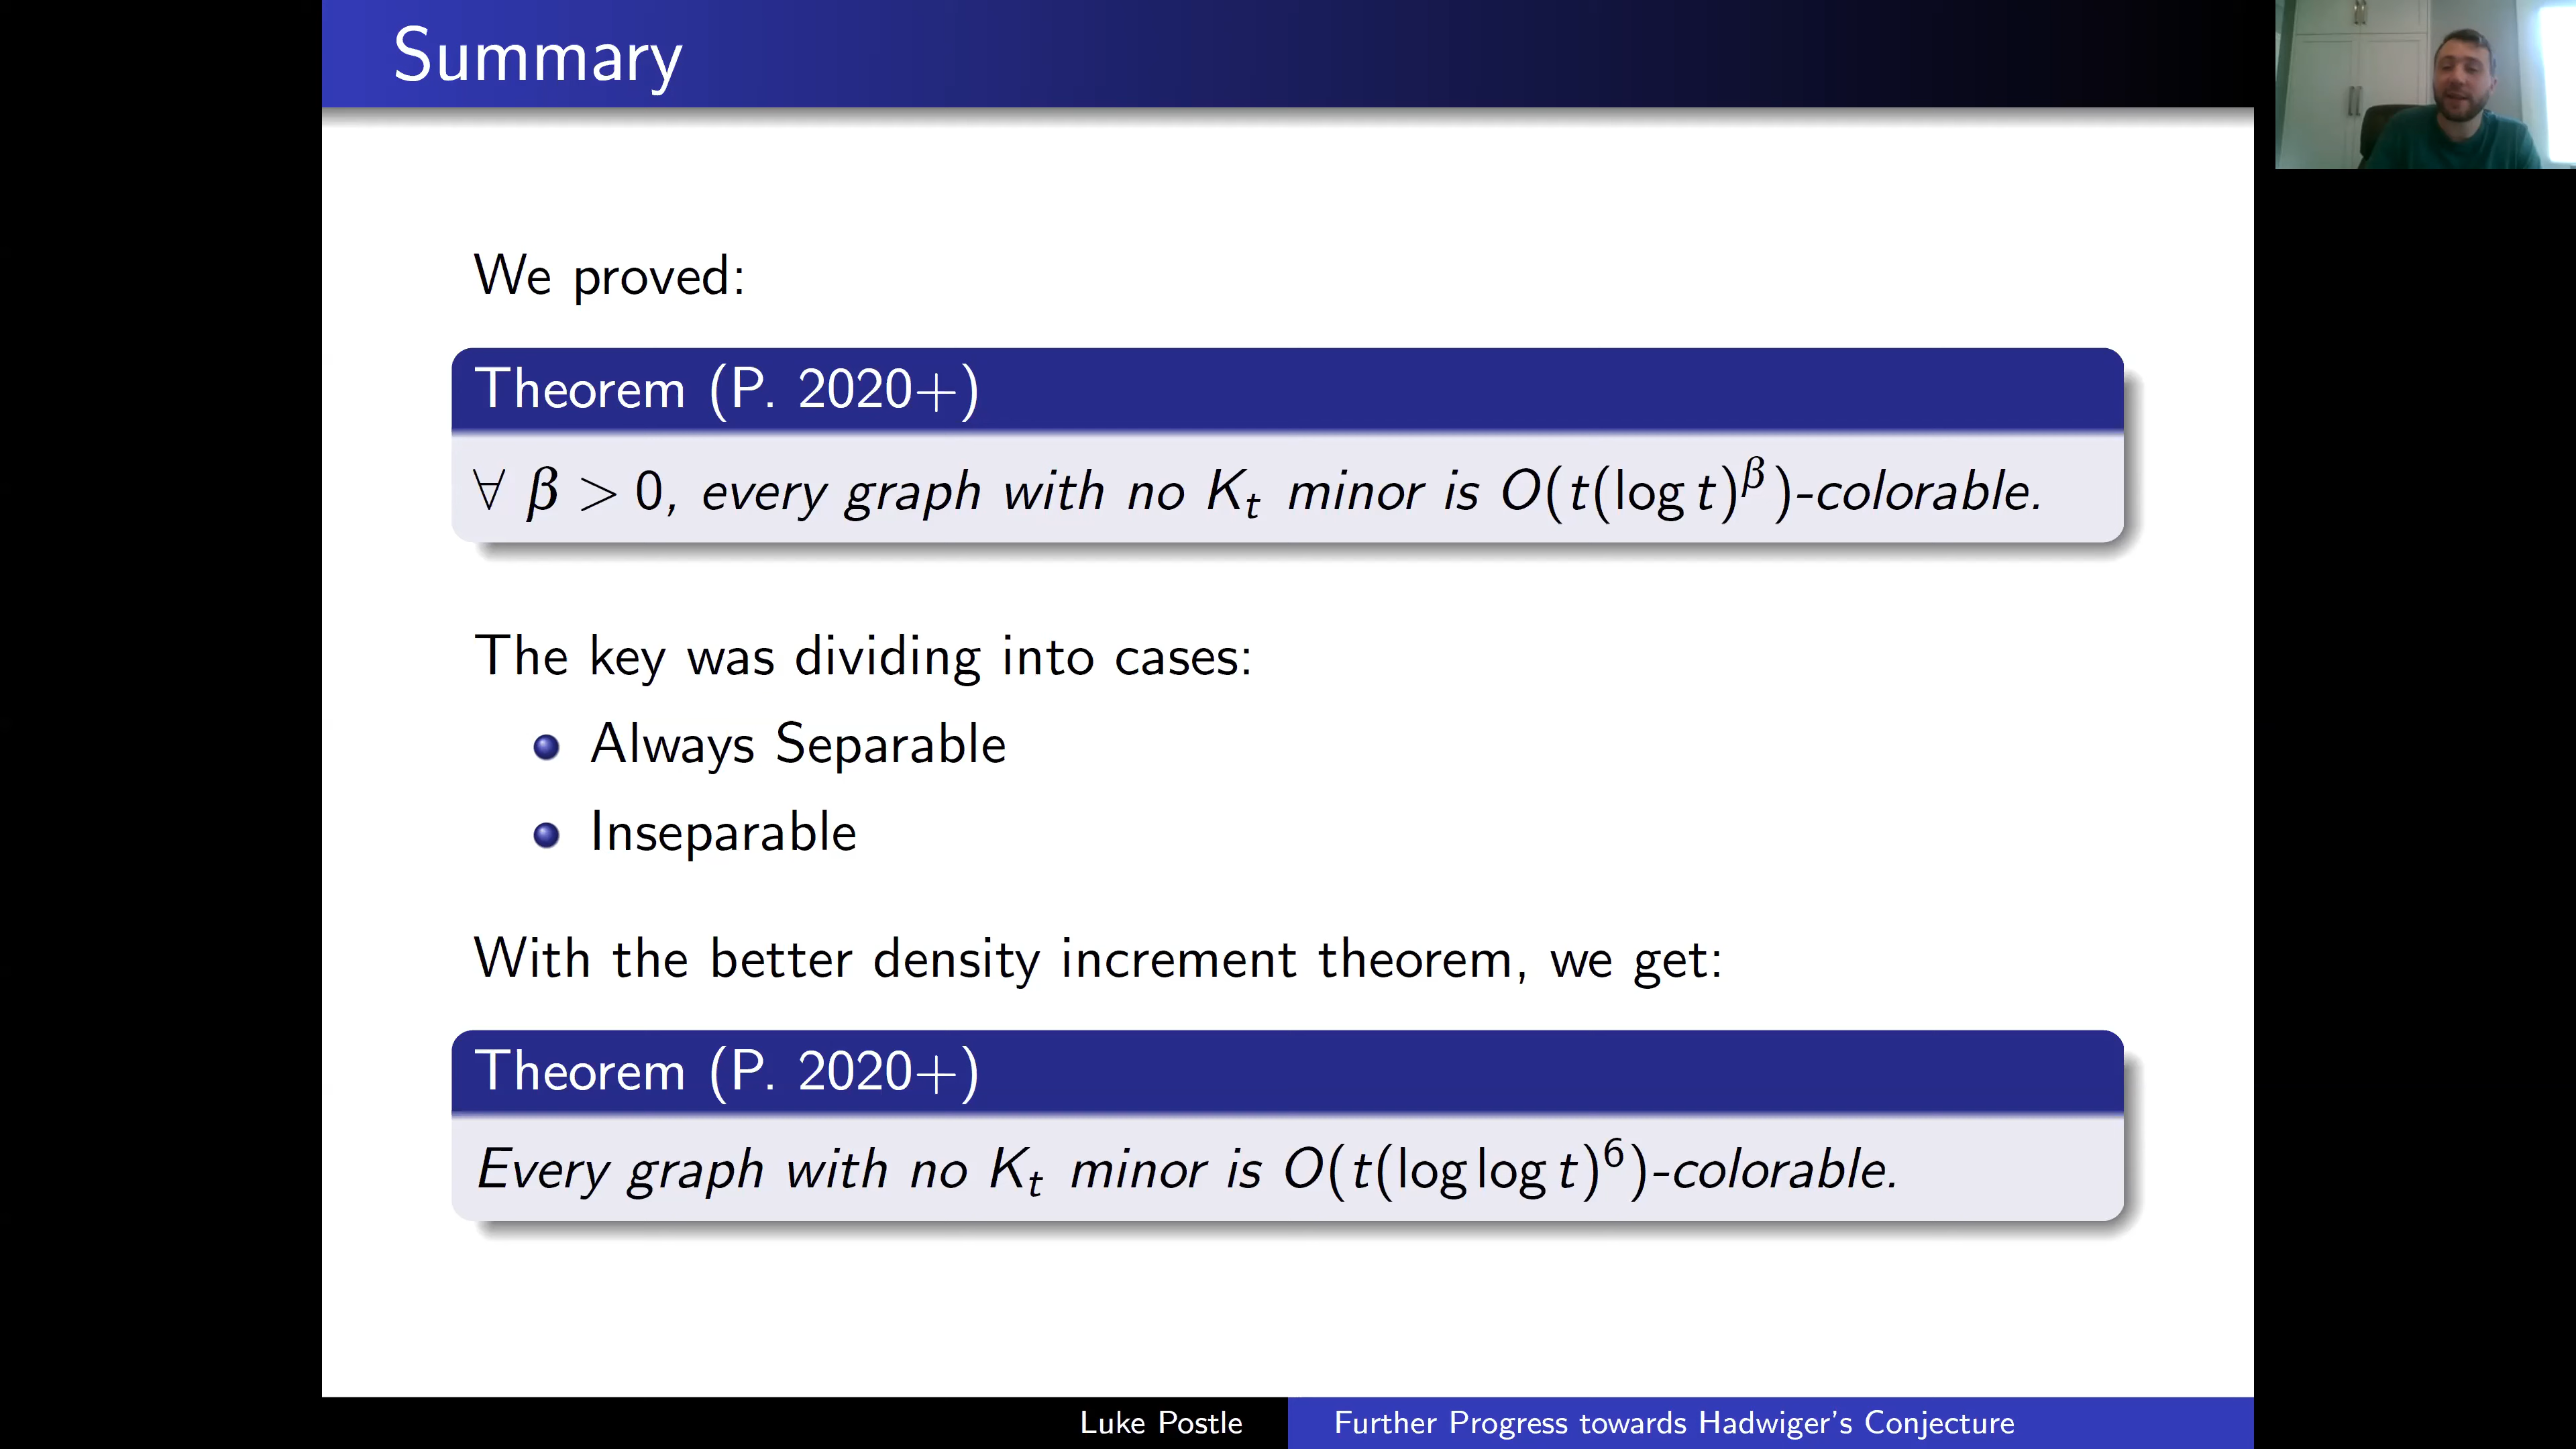 Summary
We proved:
Theorem (P. 2020+)
∀ β > 0, every graph with no K_t minor is O(t(log t)^β)-colorable.
The key was dividing into cases:
Always Separable
Inseparable
With the better density increment theorem, we get:
Theorem (P. 2020+)
Every graph with no K_t minor is O(t(log log t)^6)-colorable.
Luke Postle
Further Progress towards Hadwiger's Conjecture